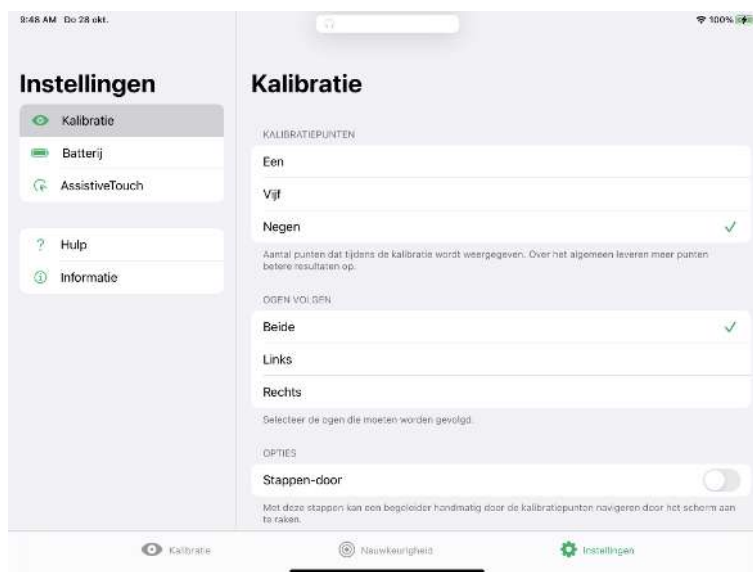 9:48 AM Do 28 okt.
100%
Instellingen
Kalibratie
Batterij
AssistiveTouch
Hulp
Informatie
Kalibratie
KALIBRATIEPUNTEN
Een
Vijf
Negen
Aantal punten dat tijdens de kalibratie wordt weergegeven. Over het algemeen leveren meer punten
betere resultaten op.
OGEN VOLGEN
Beide
Links
Rechts
Selecteer de ogen die moeten worden gevolgd.
OPTIES
Stappen-door
Met deze stappen kan een begeleider handmatig door de kalibratiepunten navigeren door het scherm aan
te raken.
Kalibratie
Nauwkeurigheid
Instellingen